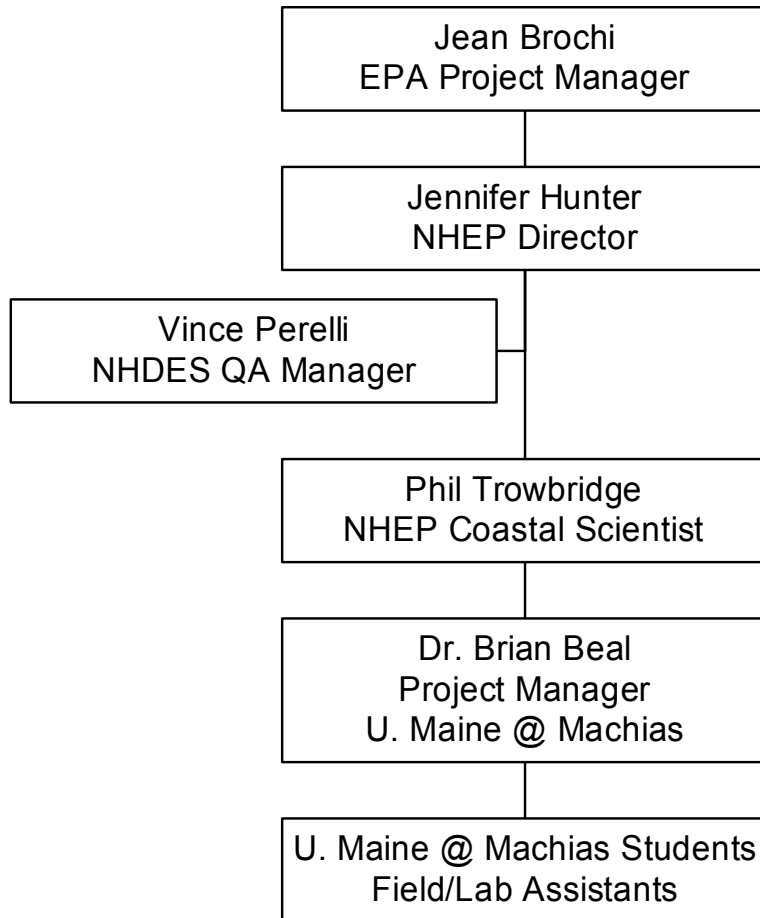 Jean Brochi
EPA Project Manager
Jennifer Hunter
NHEP Director
Vince Perelli
NHDES QA Manager
Phil Trowbridge
NHEP Coastal Scientist
Dr. Brian Beal
Project Manager
U. Maine @ Machias
U. Maine @ Machias Students
Field/Lab Assistants